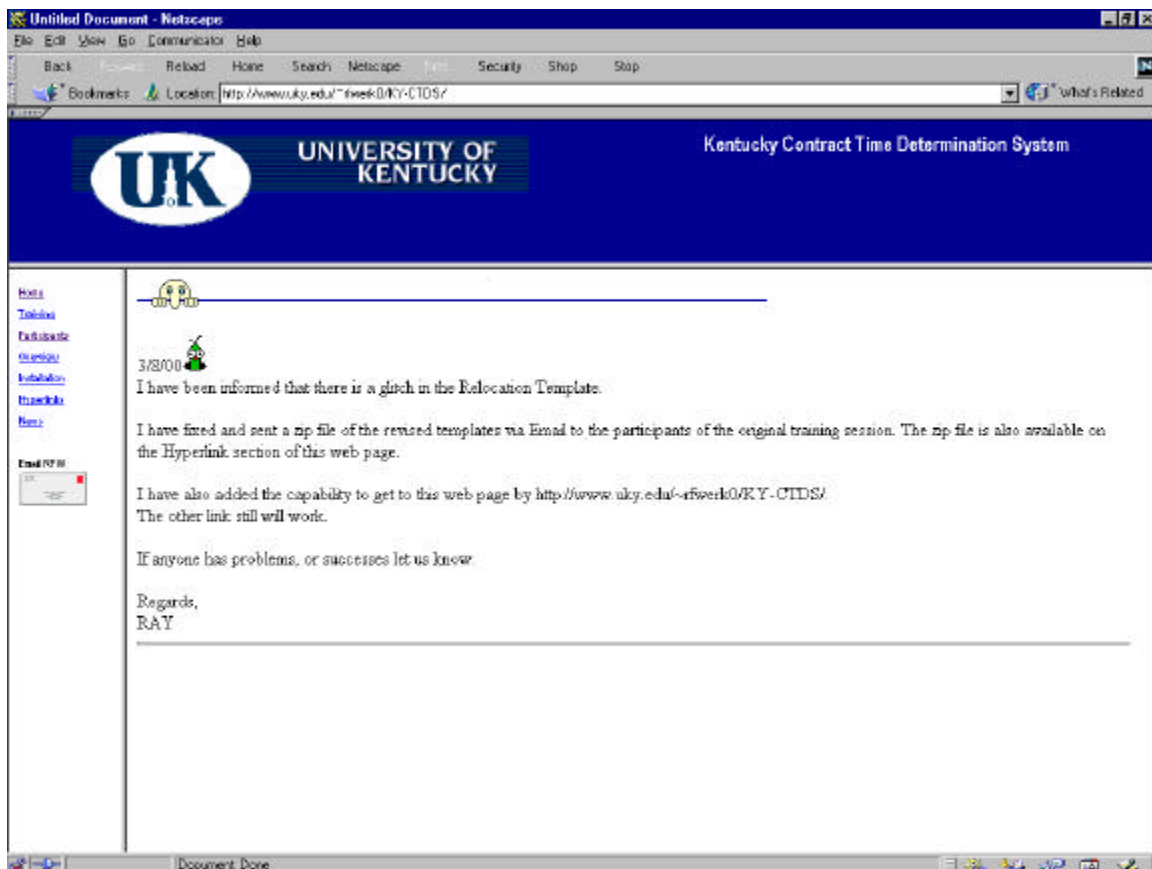 Untitled Document - Netscape
File Edit View Go Communicator Help
Back Reload Home Search Netscape Security Shop Stop
Bookmarks Location: http://www.uky.edu/~rfwerk0/KY-CTDS/ What's Related
UK
UNIVERSITY OF
KENTUCKY
Kentucky Contract Time Determination System
Home
Training
Participants
Overview
Installation
Hyperlinks
News
3/8/00
I have been informed that there is a glitch in the Relocation Template.
I have fixed and sent a zip file of the revised templates via Email to the participants of the original training session. The zip file is also available on
the Hyperlink section of this web page.
I have also added the capability to get to this web page by http://www.uky.edu/~rfwerk0/KY-CTDS/.
The other link still will work.
If anyone has problems, or successes let us know.
Regards,
RAY
Document: Done